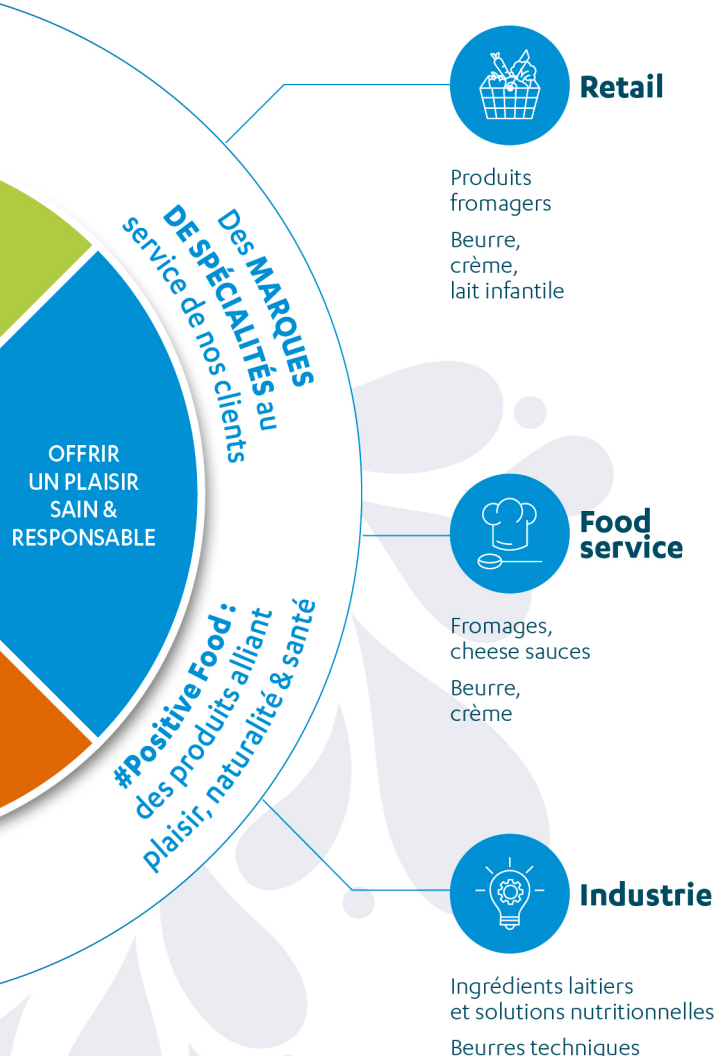 OFFRIR
UN PLAISIR
SAIN &
RESPONSABLE
Des MARQUES
DE SPÉCIALITÉS au
service de nos clients
#Positive Food :
des produits alliant
plaisir, naturalité & santé
Retail
Produits
fromagers
Beurre,
crème,
lait infantile
Food
service
Fromages,
cheese sauces
Beurre,
crème
Industrie
Ingrédients laitiers
et solutions nutritionnelles
Beurres techniques